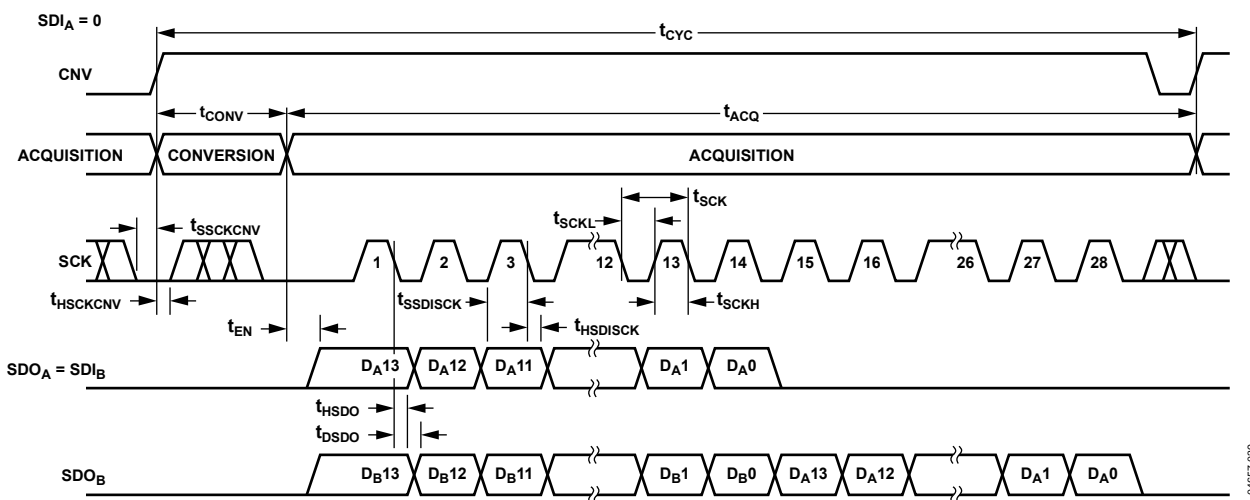 SDIA = 0
tCYC
CNV
tCONV
tACQ
ACQUISITION
CONVERSION
ACQUISITION
tSCK
tSSCKCNV
tSCKL
SCK
1
2
3
12
13
14
15
16
26
27
28
tHSCKCNV
tSSDISCK
tSCKH
tEN
tHSDISCK
SDOA = SDIB
DA13
DA12
DA11
DA1
DA0
tHSDO
tDSDO
SDOB
DB13
DB12
DB11
DB1
DB0
DA13
DA12
DA1
DA0